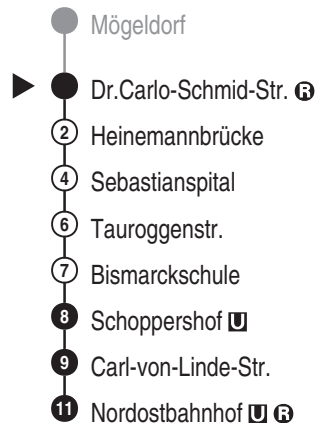 Mögeldorf
Dr.Carlo-Schmid-Str. R
2 Heinemannbrücke
4 Sebastianspital
6 Tauroggenstr.
7 Bismarckschule
8 Schoppershof U
9 Carl-von-Linde-Str.
11 Nordostbahnhof U R